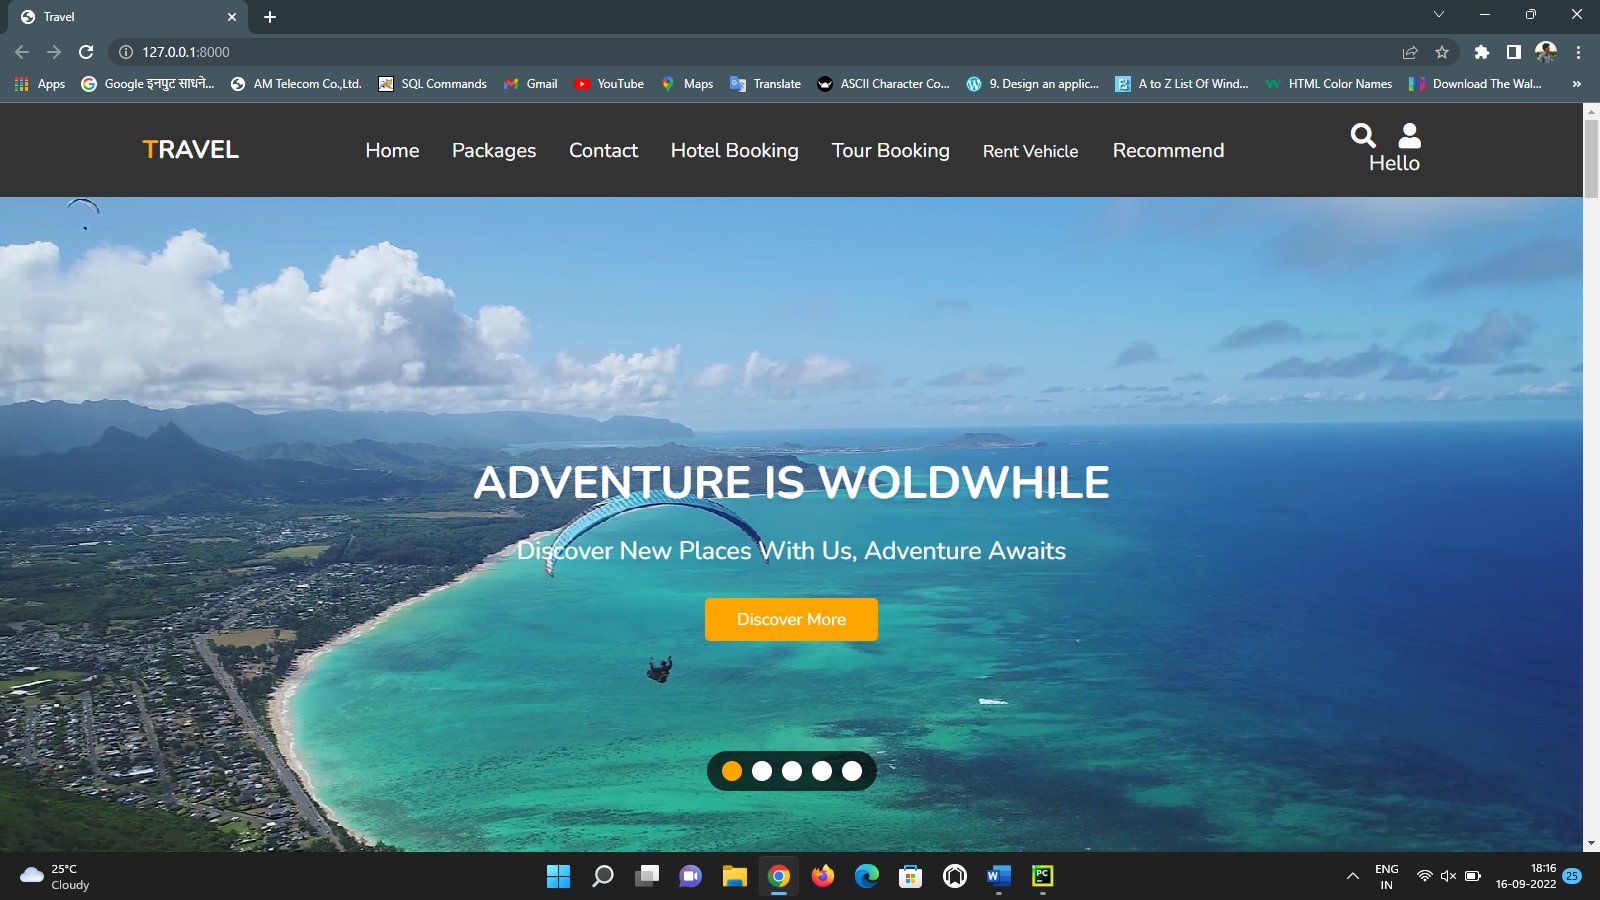 Travel
127.0.0.1:8000
Apps
Google इनपुट साधने...
AM Telecom Co.,Ltd.
SQL Commands
Gmail
YouTube
Maps
Translate
ASCII Character Co...
9. Design an applic...
A to Z List Of Wind...
HTML Color Names
Download The Wal...
»
TRAVEL
Home
Packages
Contact
Hotel Booking
Tour Booking
Rent Vehicle
Recommend
Hello
ADVENTURE IS WOLDWHILE
Discover New Places With Us, Adventure Awaits
Discover More
25°C
Cloudy
W
PC
ENG
IN
18:16
16-09-2022
25